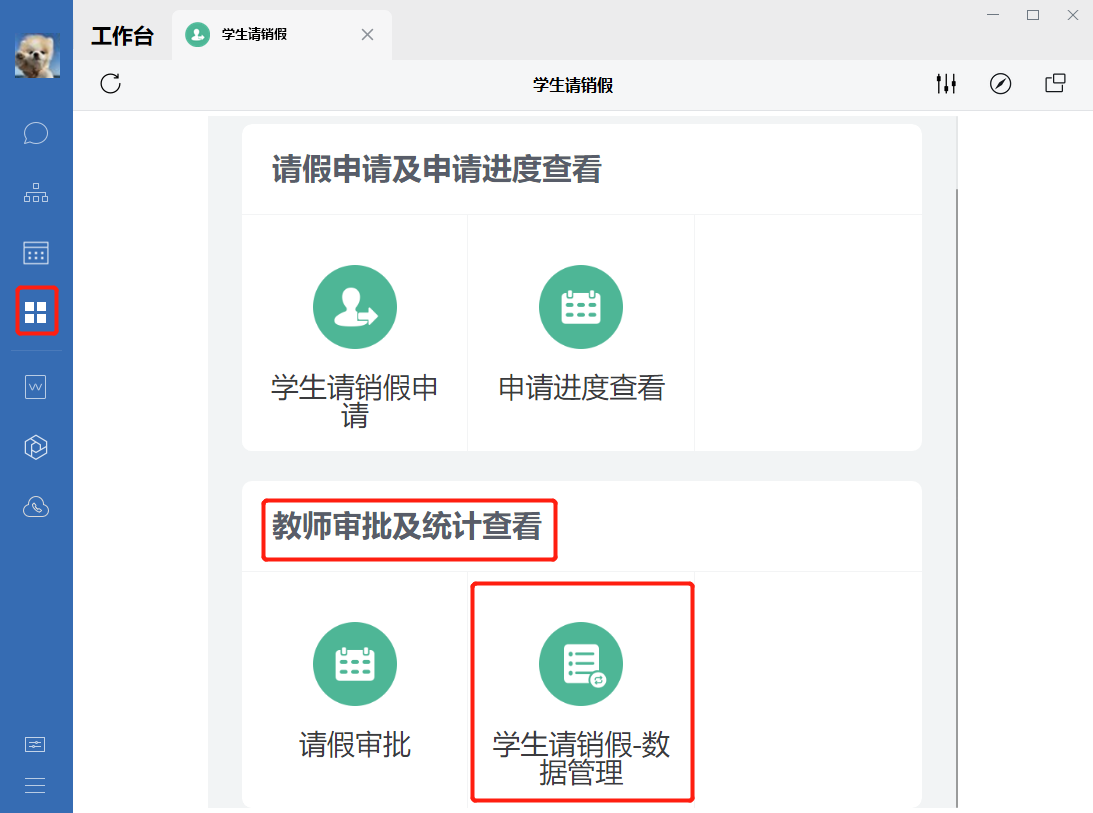 工作台
学生请销假
学生请销假
请假申请及申请进度查看
学生请销假申
请
申请进度查看
教师审批及统计查看
请假审批
学生请销假-数
据管理